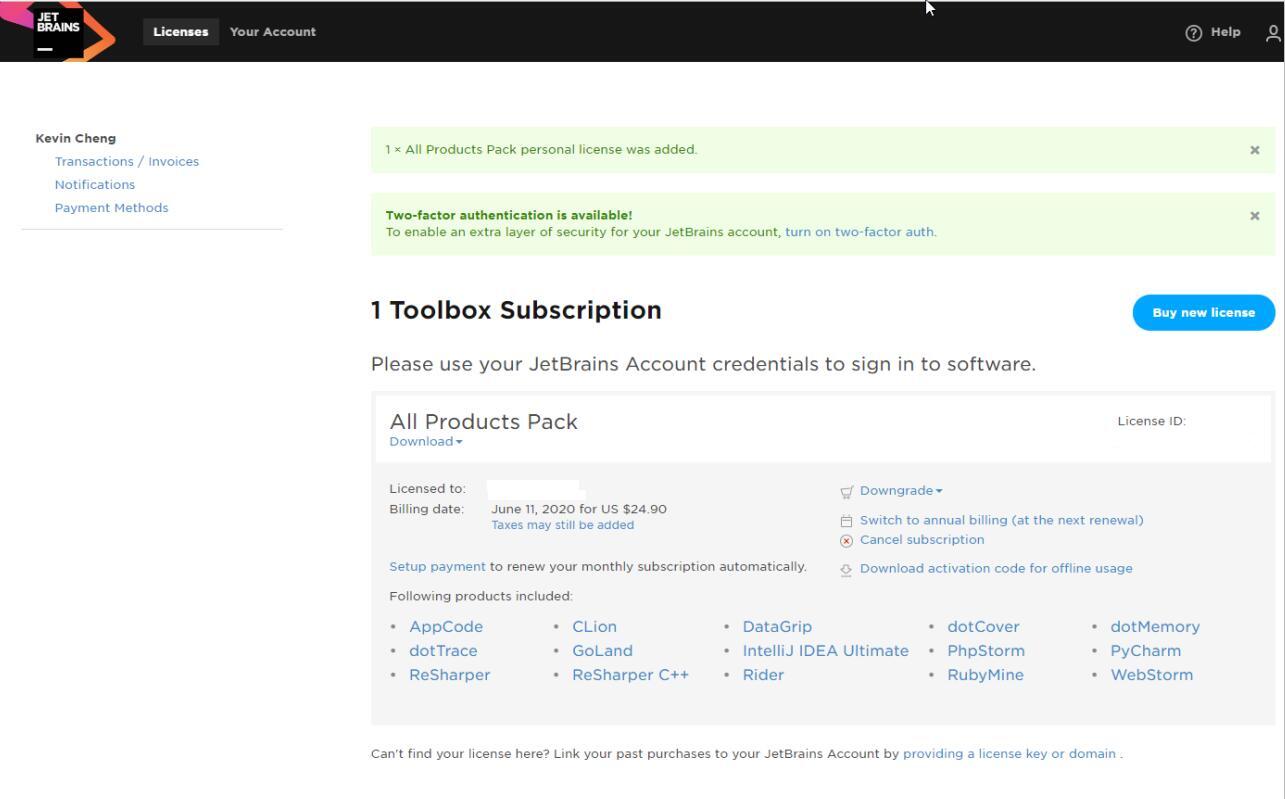 JET
BRAINS
Licenses Your Account
Help
Kevin Cheng
Transactions / Invoices
Notifications
Payment Methods
1 × All Products Pack personal license was added.
Two-factor authentication is available!
To enable an extra layer of security for your JetBrains account, turn on two-factor auth.
1 Toolbox Subscription
Buy new license
Please use your JetBrains Account credentials to sign in to software.
All Products Pack
Download
License ID:
Licensed to:
Billing date: June 11, 2020 for US $24.90
Taxes may still be added
Downgrade
Switch to annual billing (at the next renewal)
Cancel subscription
Setup payment to renew your monthly subscription automatically.
Download activation code for offline usage
Following products included:
• AppCode • CLion • DataGrip • dotCover • dotMemory
• dotTrace • GoLand • IntelliJ IDEA Ultimate • PhpStorm • PyCharm
• ReSharper • ReSharper C++ • Rider • RubyMine • WebStorm
Can't find your license here? Link your past purchases to your JetBrains Account by providing a license key or domain .